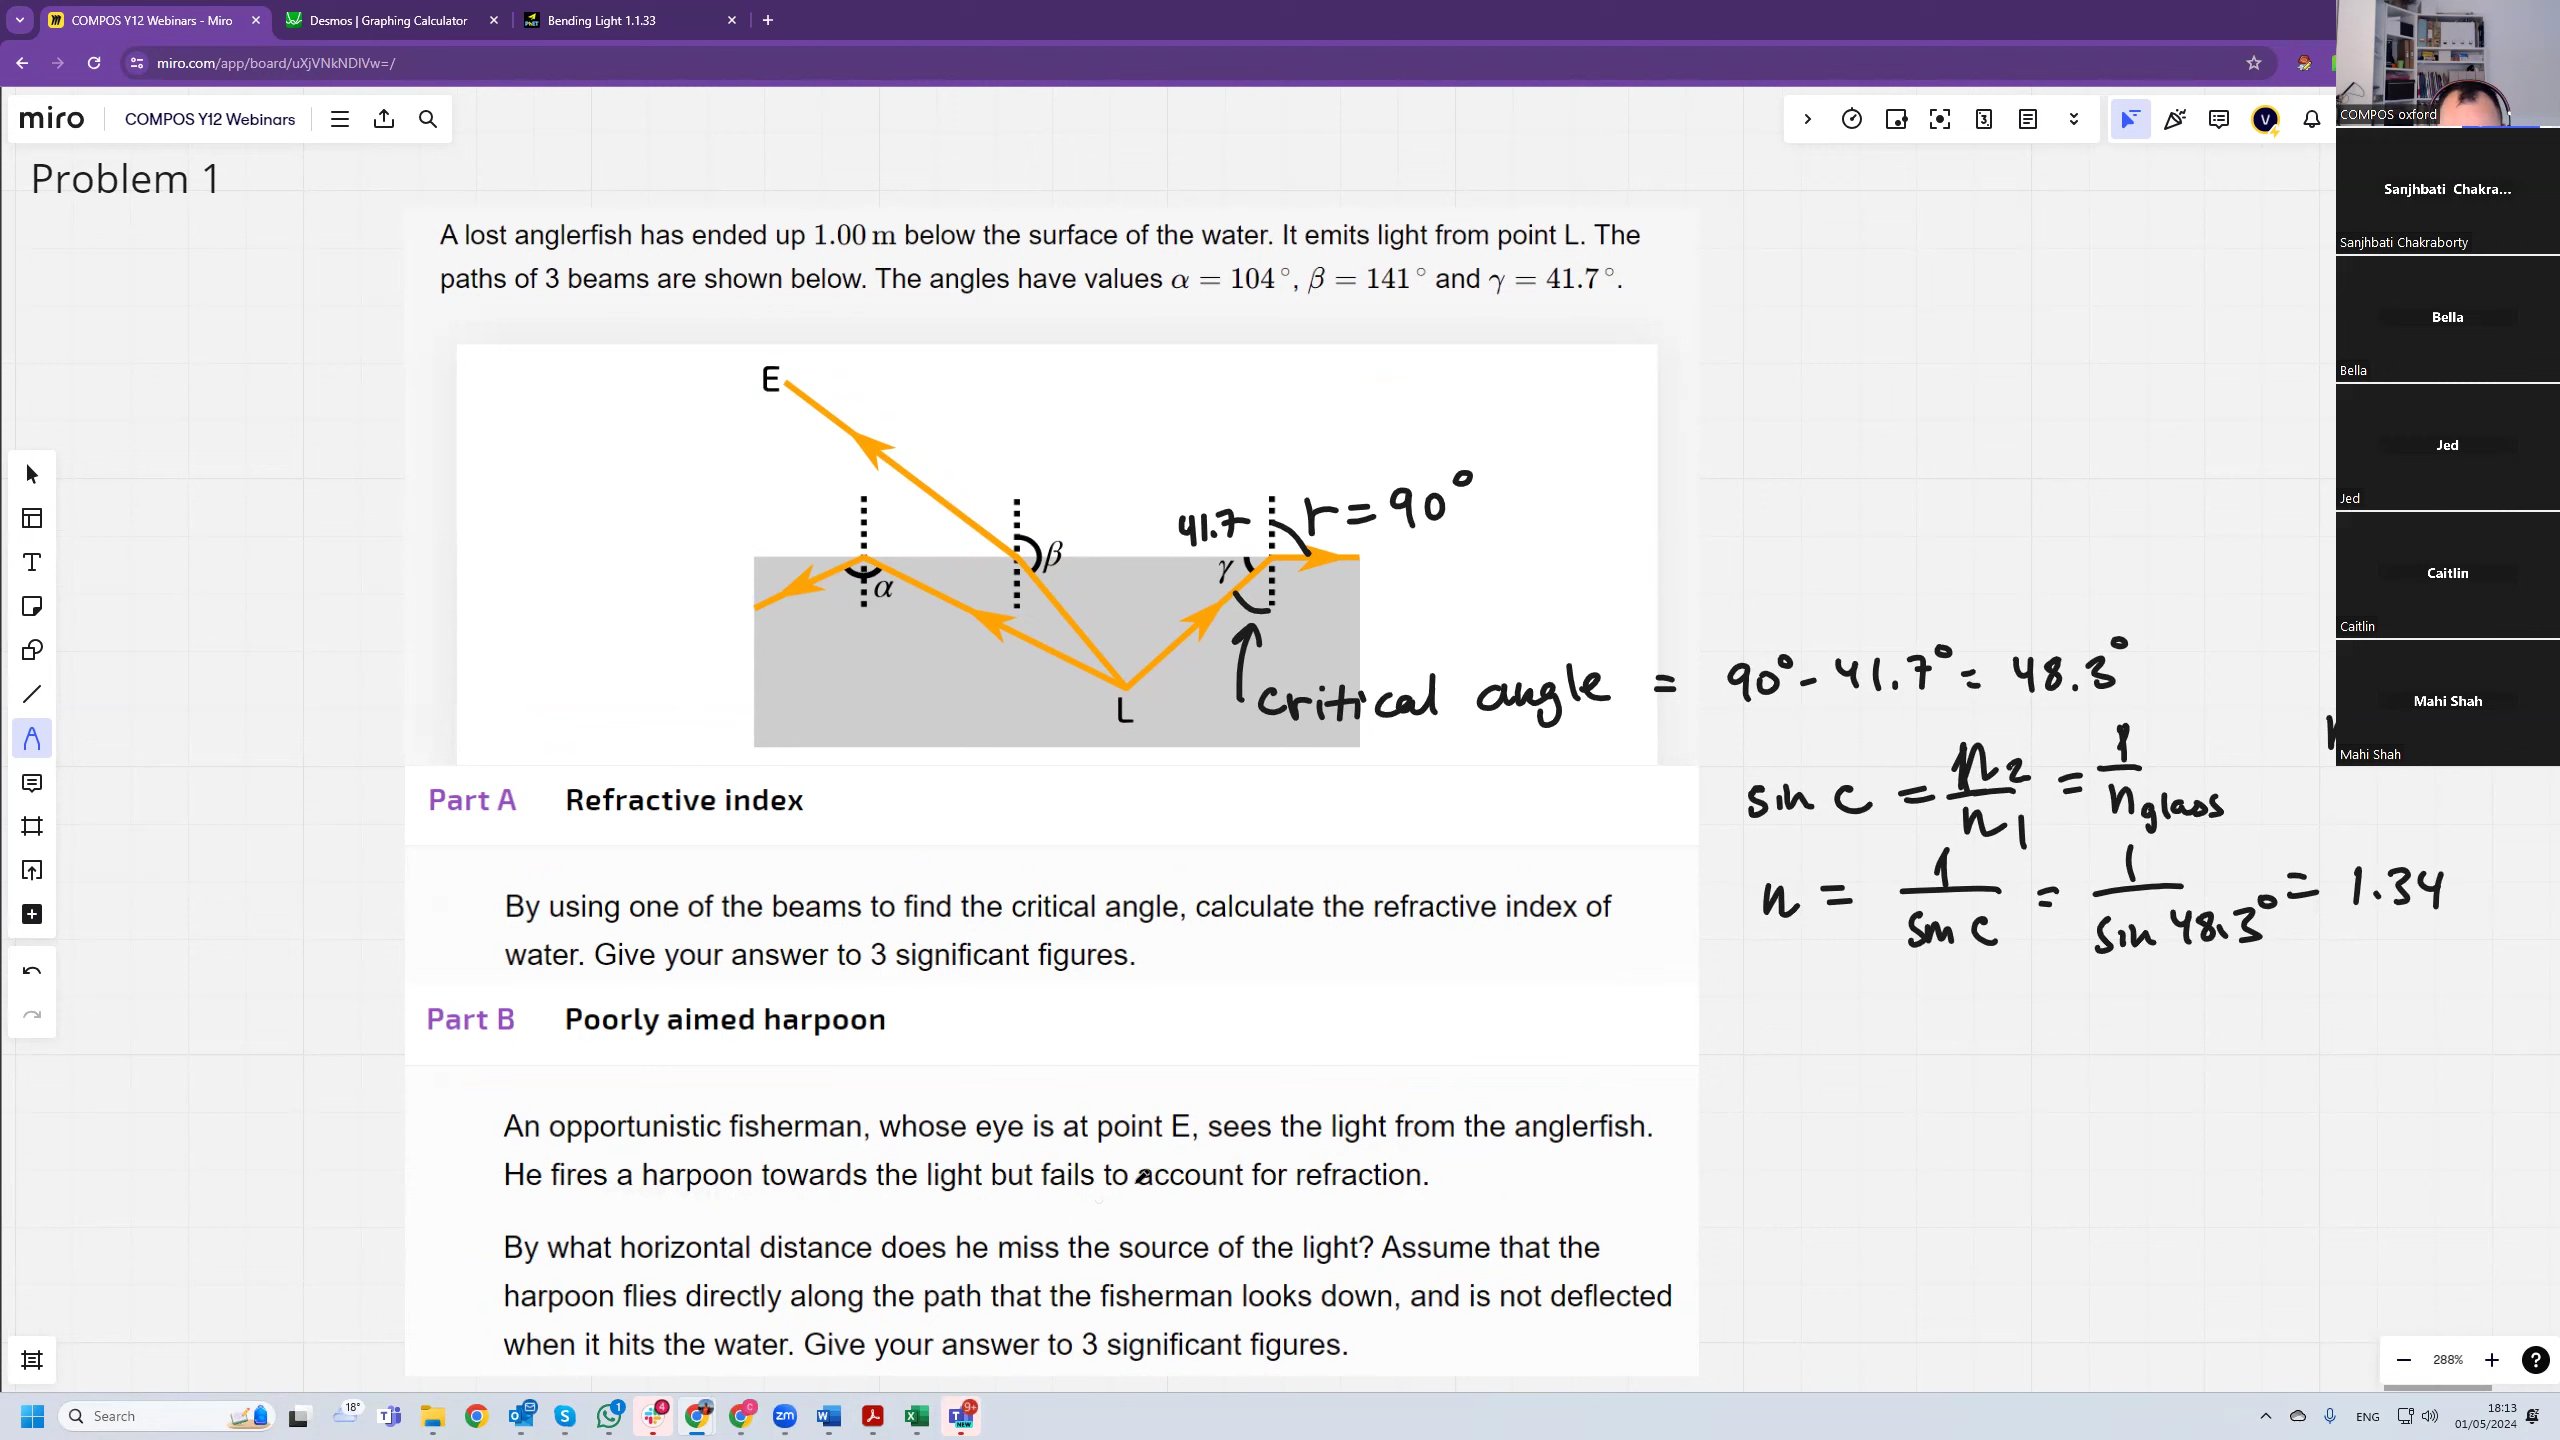 COMPOS Y12 Webinars - Miro
Desmos | Graphing Calculator
Bending Light 1.1.33
miro.com/app/board/uXjVNkNDIVw=/
miro
COMPOS Y12 Webinars
V
COMPOS oxford
Problem 1
Sanjhbati Chakra...
Sanjhbati Chakraborty
Bella
Bella
Jed
Jed
Caitlin
Caitlin
Mahi Shah
Mahi Shah
A lost anglerfish has ended up 1.00 m below the surface of the water. It emits light from point L. The
paths of 3 beams are shown below. The angles have values α = 104°, β = 141° and γ = 41.7°.
E
41.7
r = 90°
β
γ
α
L
critical angle = 90° - 41.7° = 48.3°
sin c = n2/n1 = 1/nglass
n = 1/sin c = 1/sin 48.3° = 1.34
Part A Refractive index
By using one of the beams to find the critical angle, calculate the refractive index of
water. Give your answer to 3 significant figures.
Part B Poorly aimed harpoon
An opportunistic fisherman, whose eye is at point E, sees the light from the anglerfish.
He fires a harpoon towards the light but fails to account for refraction.
By what horizontal distance does he miss the source of the light? Assume that the
harpoon flies directly along the path that the fisherman looks down, and is not deflected
when it hits the water. Give your answer to 3 significant figures.
288%
Search
18°
4
1
9+
ENG
18:13
01/05/2024